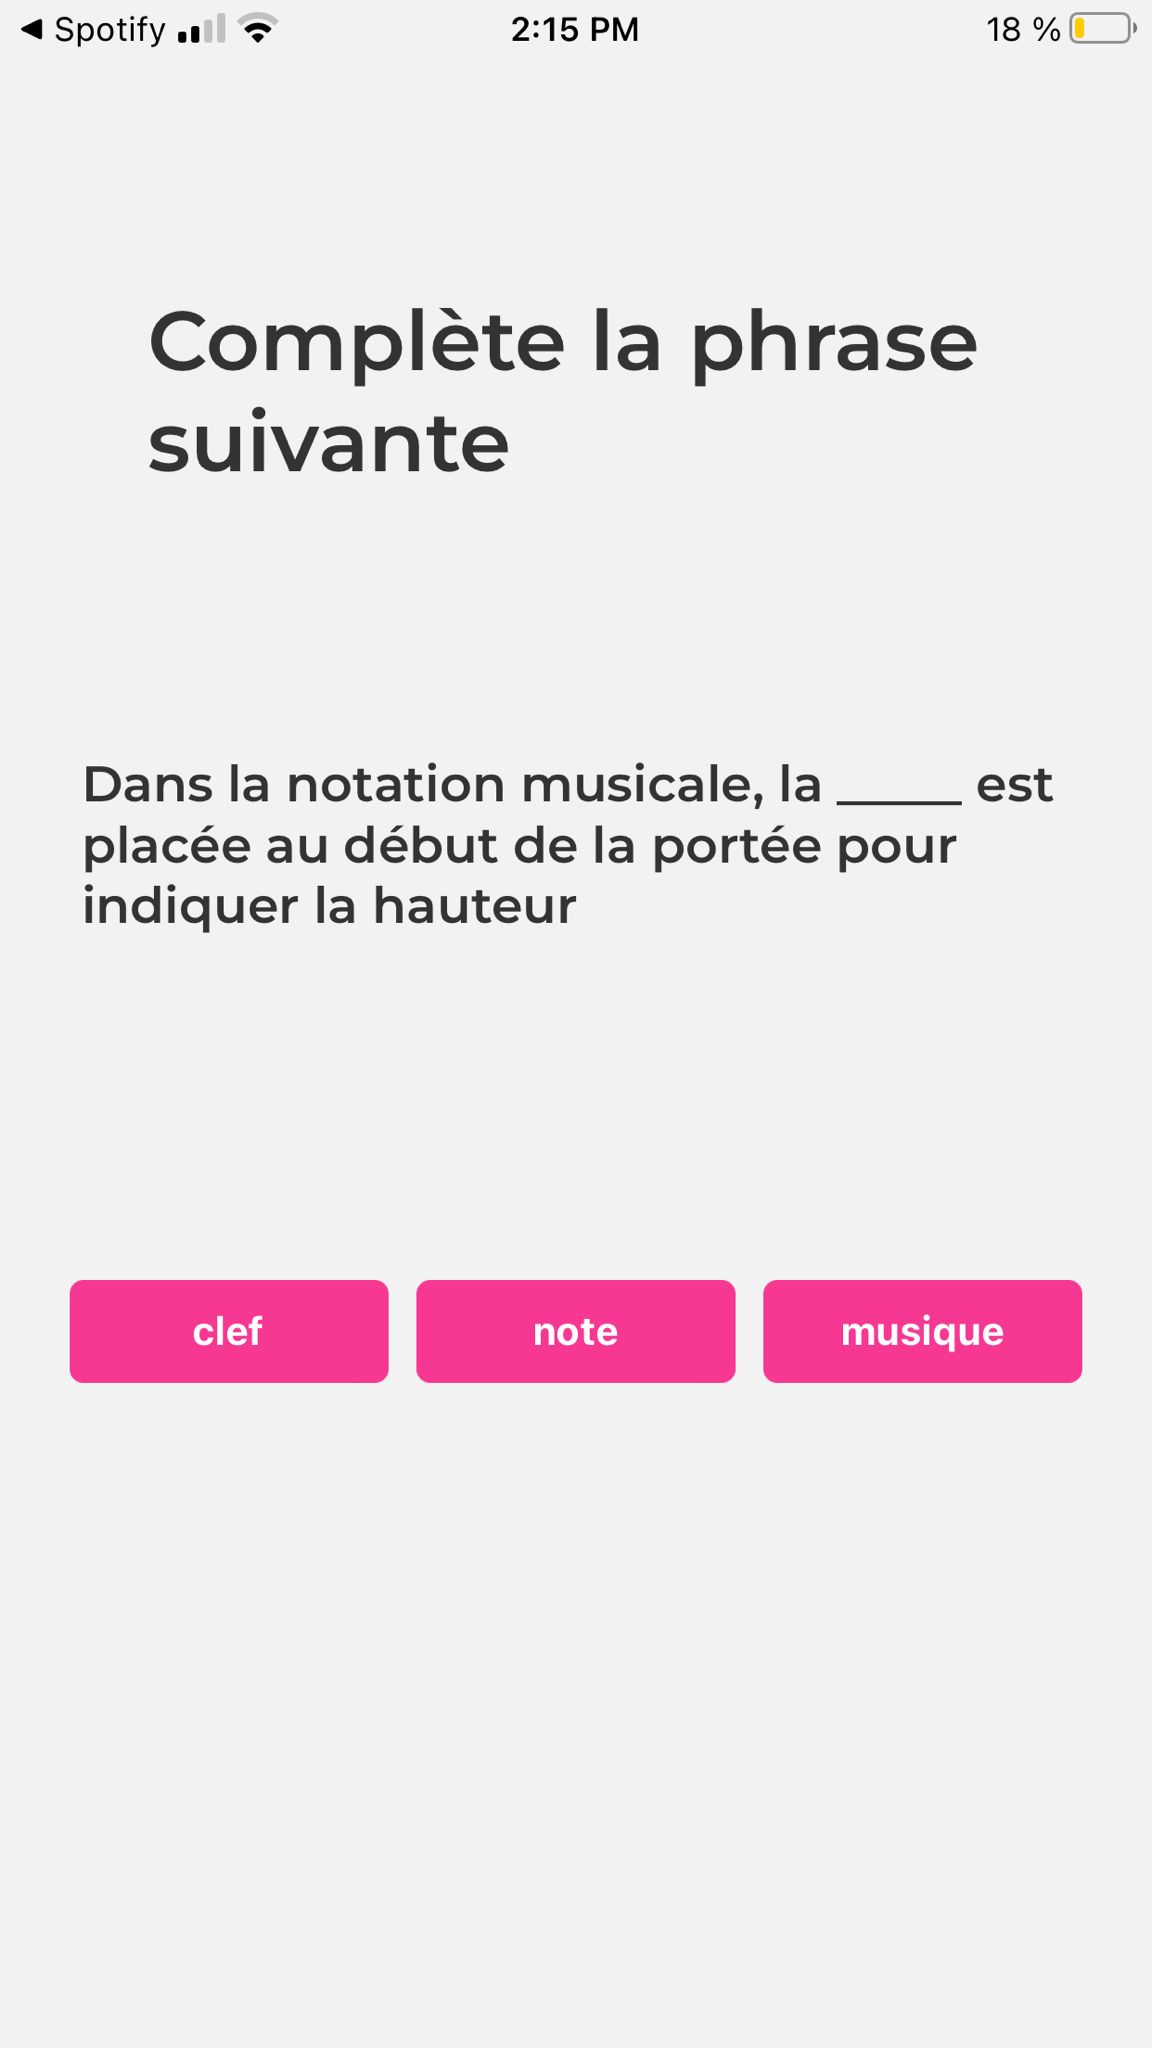 Spotify 2:15 PM 18 %
Complète la phrase
suivante
Dans la notation musicale, la _____ est
placée au début de la portée pour
indiquer la hauteur
clef note musique